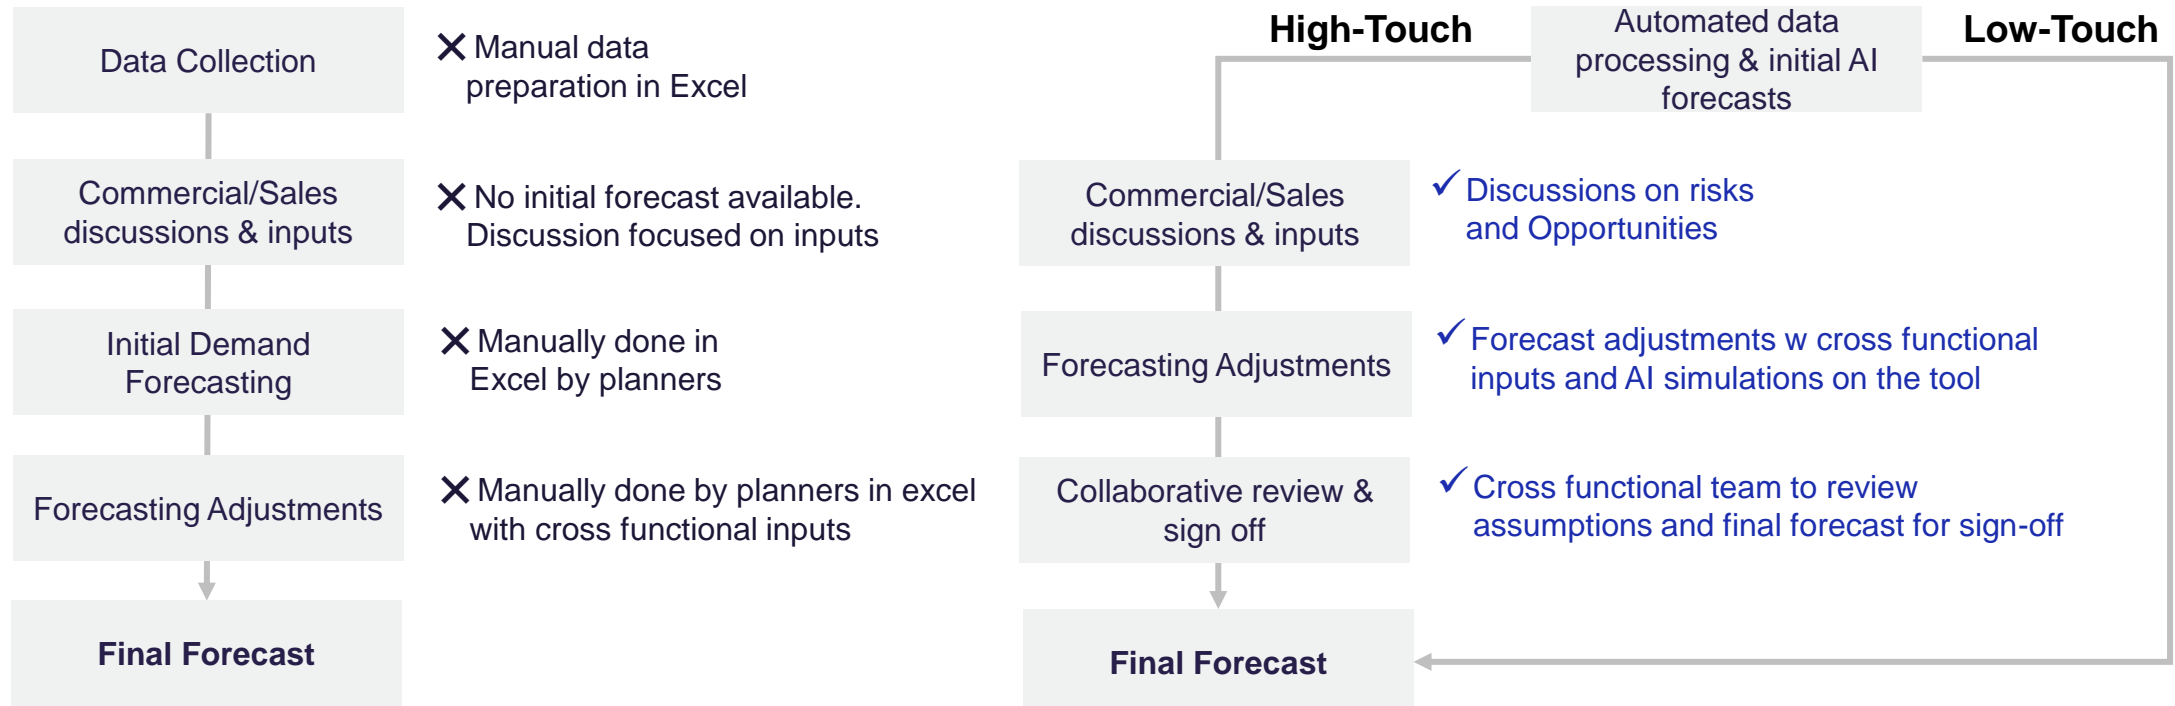 Data Collection
✕ Manual data
preparation in Excel
Commercial/Sales
discussions & inputs
✕ No initial forecast available.
Discussion focused on inputs
Initial Demand
Forecasting
✕ Manually done in
Excel by planners
Forecasting Adjustments
✕ Manually done by planners in excel
with cross functional inputs
Final Forecast
High-Touch
Automated data
processing & initial AI
forecasts
Low-Touch
Commercial/Sales
discussions & inputs
✓ Discussions on risks
and Opportunities
Forecasting Adjustments
✓ Forecast adjustments w cross functional
inputs and AI simulations on the tool
Collaborative review &
sign off
✓ Cross functional team to review
assumptions and final forecast for sign-off
Final Forecast